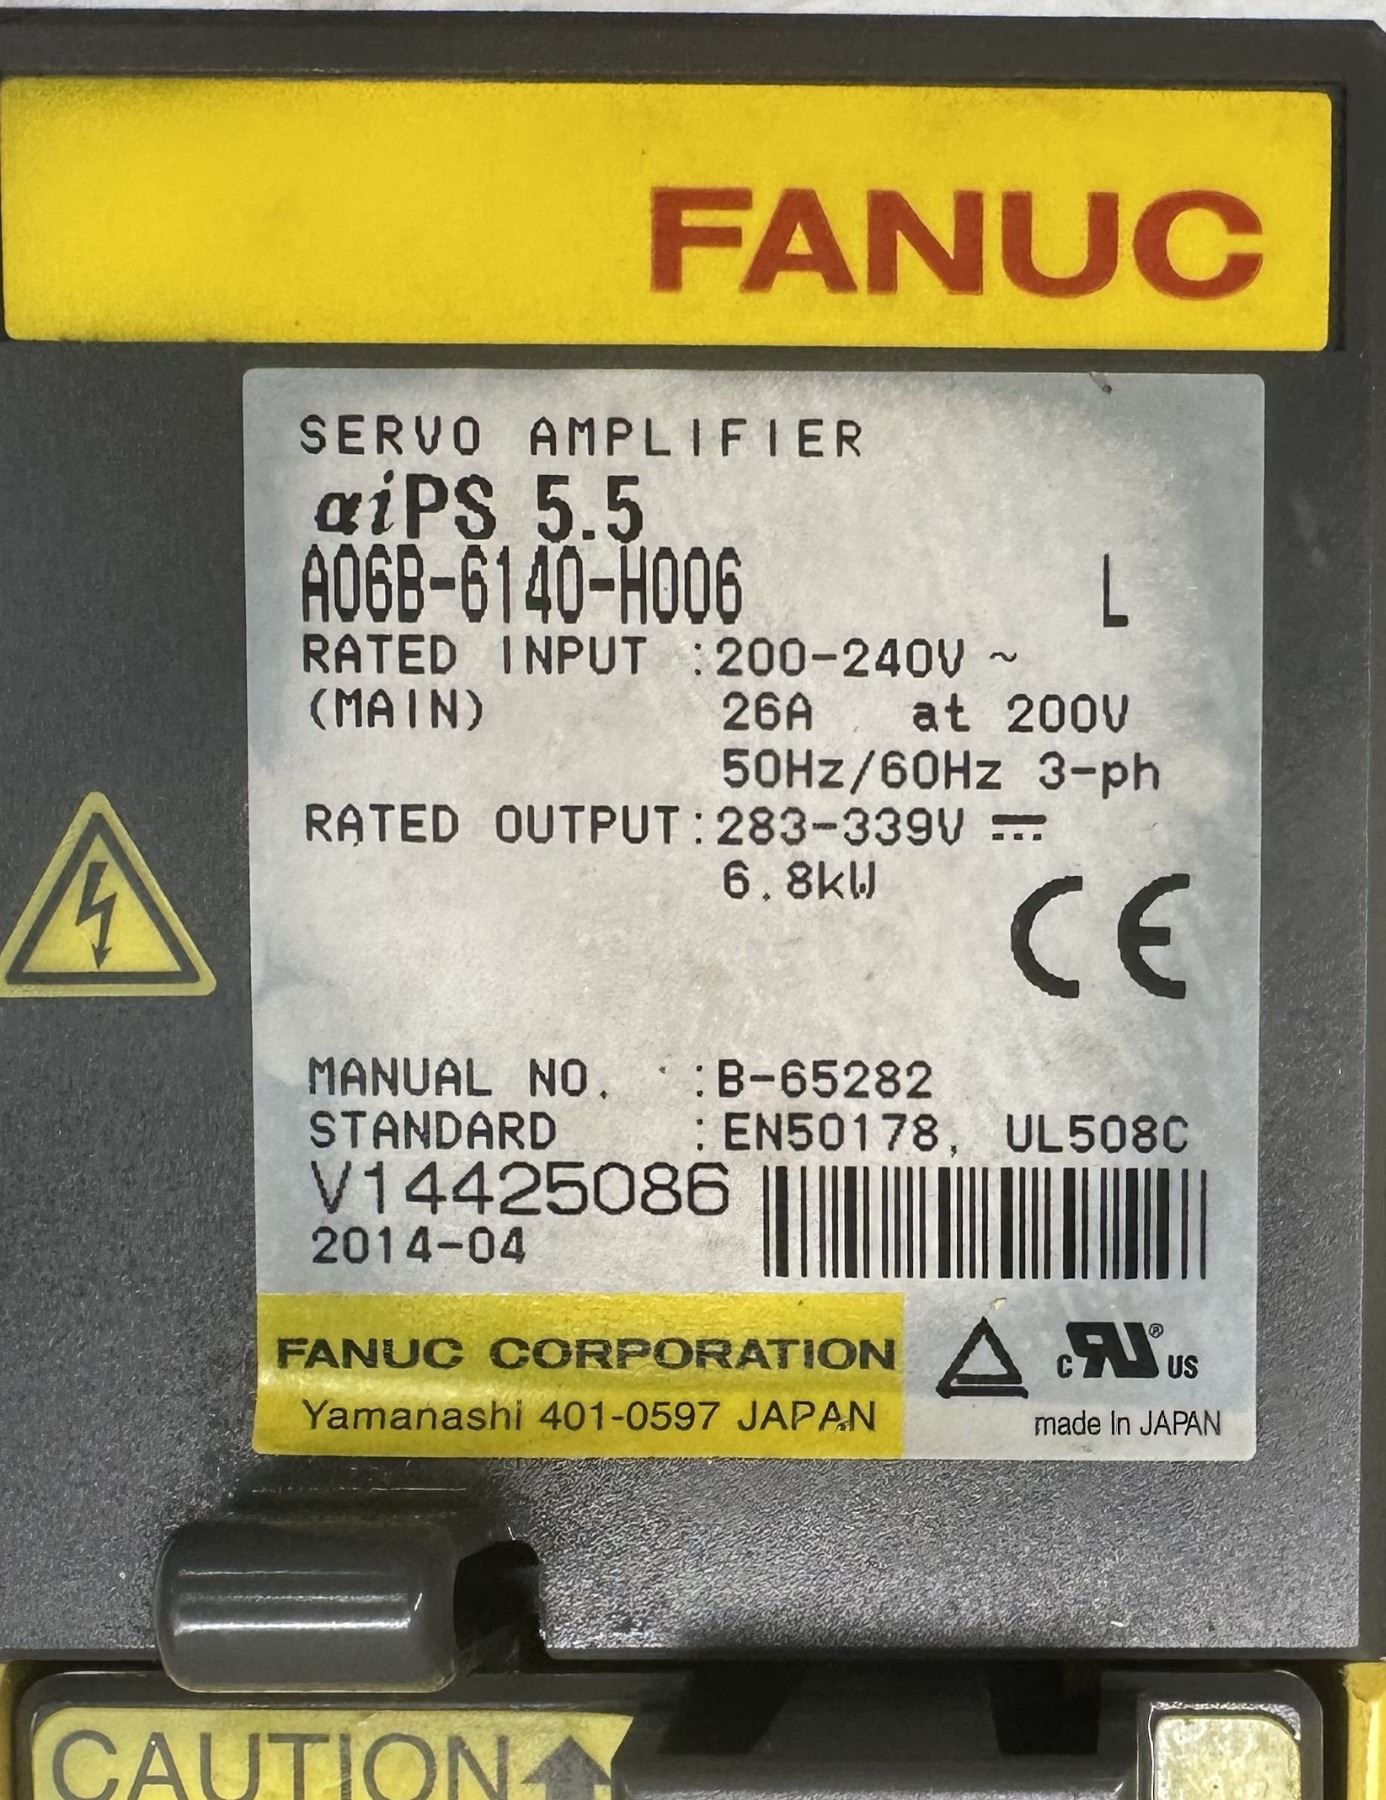 FANUC
SERVO AMPLIFIER
αiPS 5.5
A06B-6140-H006 L
RATED INPUT :200-240V ~
(MAIN) 26A at 200V
50Hz/60Hz 3-ph
RATED OUTPUT:283-339V ⎓
6.8kW
CE
MANUAL NO. :B-65282
STANDARD :EN50178, UL508C
V14425086
2014-04
FANUC CORPORATION
Yamanashi 401-0597 JAPAN
c RU ® US
made in JAPAN
CAUTION